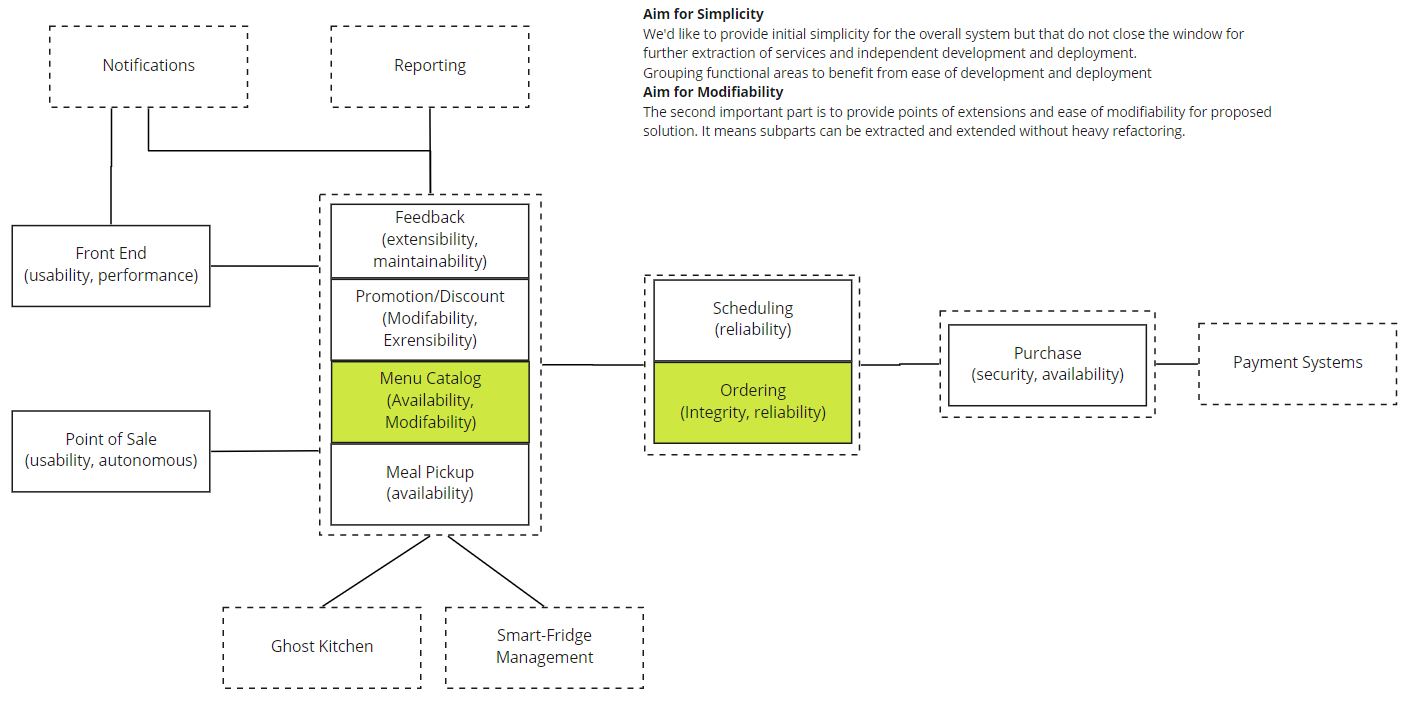 Aim for Simplicity
We'd like to provide initial simplicity for the overall system but that do not close the window for
further extraction of services and independent development and deployment.
Grouping functional areas to benefit from ease of development and deployment
Aim for Modifiability
The second important part is to provide points of extensions and ease of modifiability for proposed
solution. It means subparts can be extracted and extended without heavy refactoring.
Notifications
Reporting
Front End
(usability, performance)
Point of Sale
(usability, autonomous)
Feedback
(extensibility,
maintainability)
Promotion/Discount
(Modifability,
Exrensibility)
Menu Catalog
(Availability,
Modifability)
Meal Pickup
(availability)
Scheduling
(reliability)
Ordering
(Integrity, reliability)
Purchase
(security, availability)
Payment Systems
Ghost Kitchen
Smart-Fridge
Management